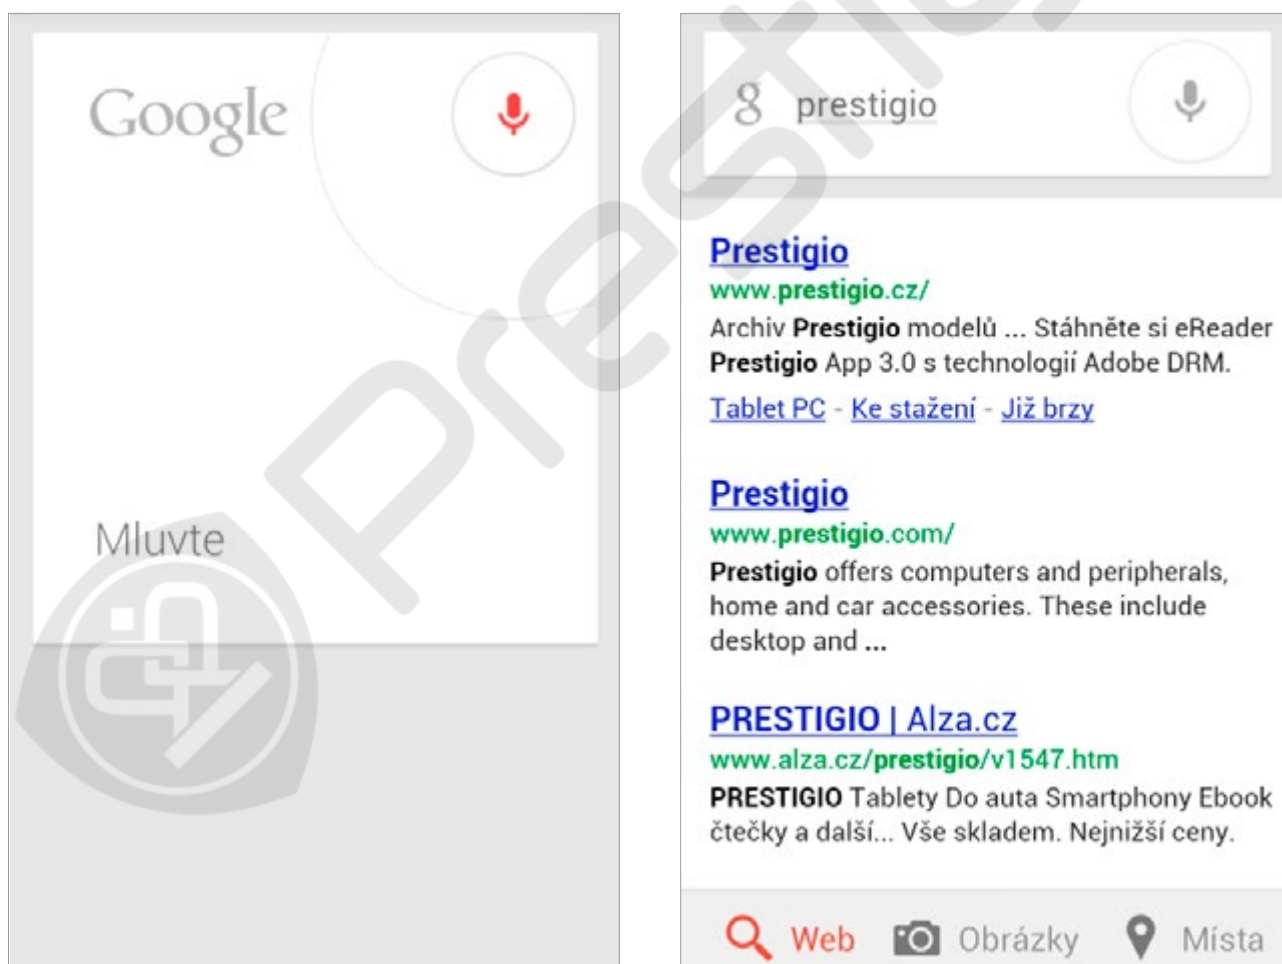 Google
Mluvte
g prestigio
Prestigio
www.prestigio.cz/
Archiv Prestigio modelů ... Stáhněte si eReader
Prestigio App 3.0 s technologií Adobe DRM.
Tablet PC - Ke stažení - Již brzy
Prestigio
www.prestigio.com/
Prestigio offers computers and peripherals,
home and car accessories. These include
desktop and ...
PRESTIGIO | Alza.cz
www.alza.cz/prestigio/v1547.htm
PRESTIGIO Tablety Do auta Smartphony Ebook
čtečky a další... Vše skladem. Nejnižší ceny.
Web Obrázky Místa
Prestig